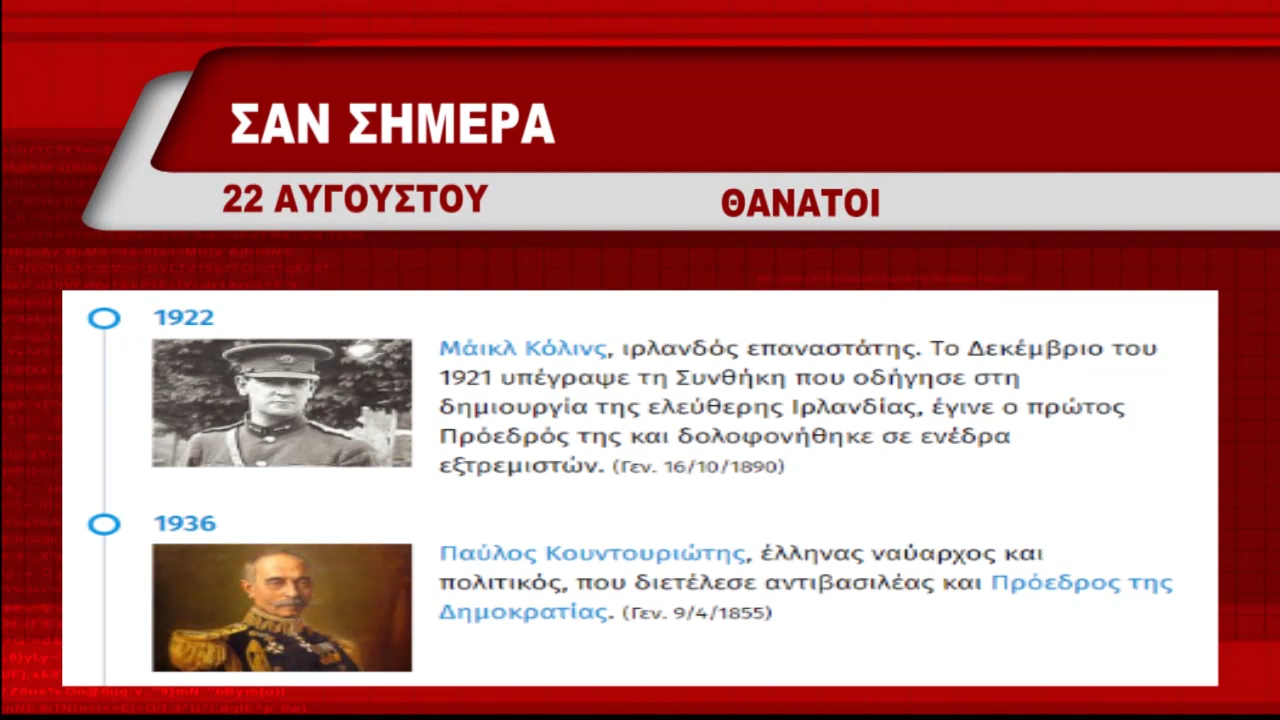 ΣΑΝ ΣΗΜΕΡΑ
22 ΑΥΓΟΥΣΤΟΥ
ΘΑΝΑΤΟΙ
1922
Μάικλ Κόλινς, ιρλανδός επαναστάτης. Το Δεκέμβριο του
1921 υπέγραψε τη Συνθήκη που οδήγησε στη
δημιουργία της ελεύθερης Ιρλανδίας, έγινε ο πρώτος
Πρόεδρός της και δολοφονήθηκε σε ενέδρα
εξτρεμιστών. (Γεν. 16/10/1890)
1936
Παύλος Κουντουριώτης, έλληνας ναύαρχος και
πολιτικός, που διετέλεσε αντιβασιλέας και Πρόεδρος της
Δημοκρατίας. (Γεν. 9/4/1855)